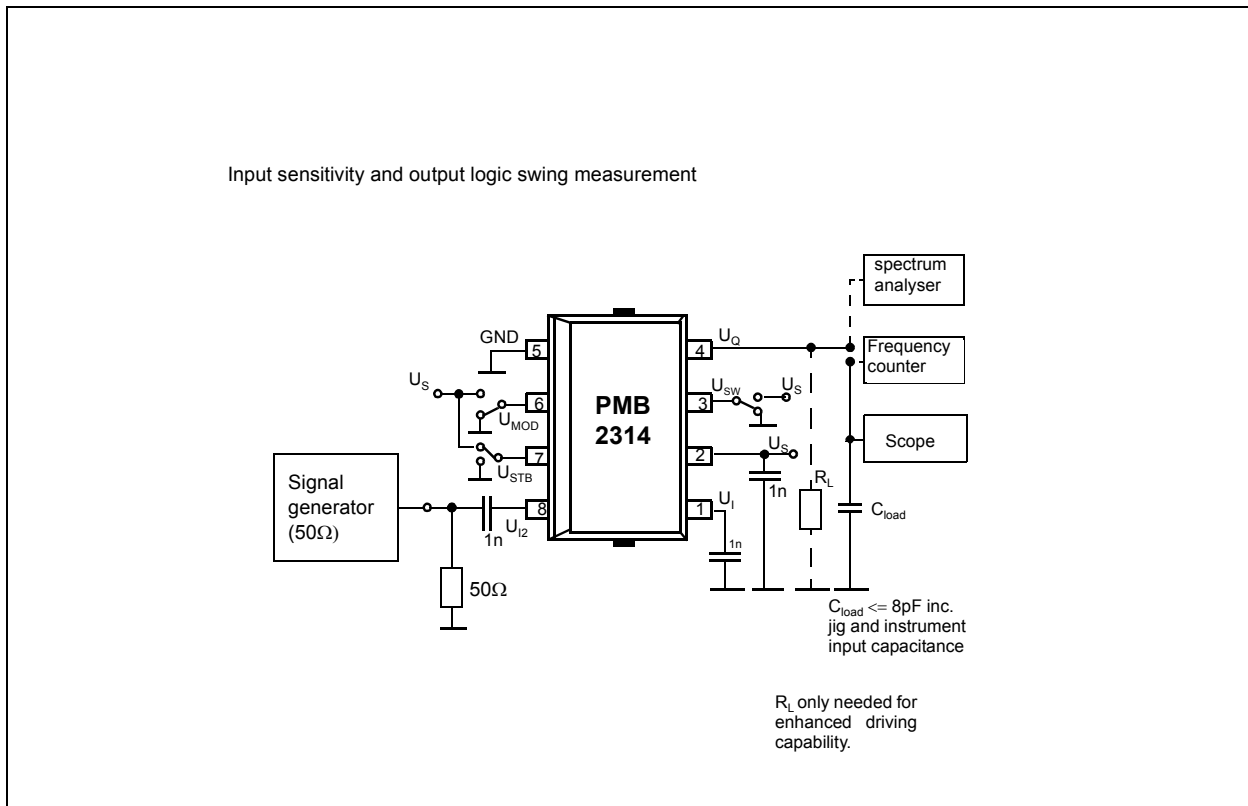 Input sensitivity and output logic swing measurement
spectrum
analyser
GND
5
4
U_Q
Frequency
counter
U_S
6
U_MOD
PMB
2314
3
U_SW
U_S
Scope
7
U_STB
2
U_S
Signal
generator
(50Ω)
1n
U_I2
8
1
U_I
1n
1n
R_L
C_load
50Ω
C_load <= 8pF inc.
jig and instrument
input capacitance
R_L only needed for
enhanced driving
capability.